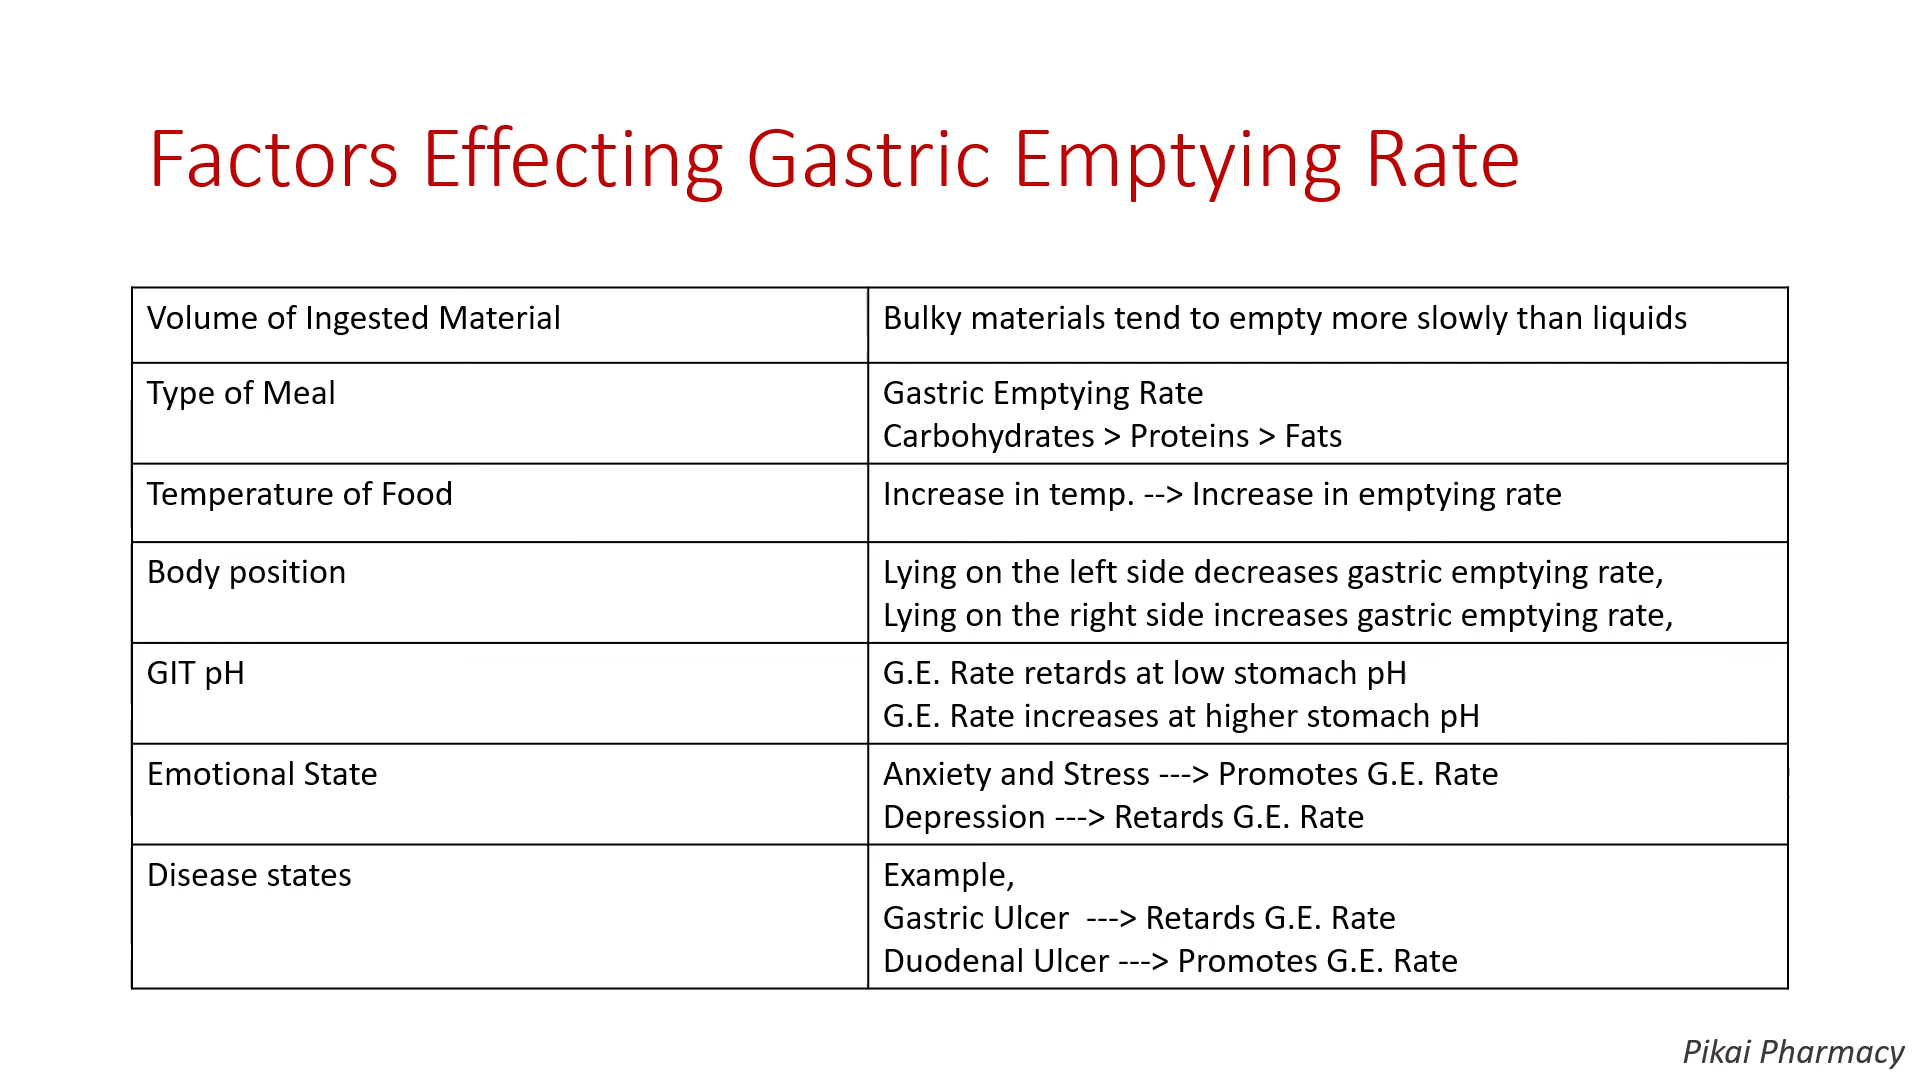 Factors Effecting Gastric Emptying Rate
Volume of Ingested Material
Bulky materials tend to empty more slowly than liquids
Type of Meal
Gastric Emptying Rate
Carbohydrates > Proteins > Fats
Temperature of Food
Increase in temp. --> Increase in emptying rate
Body position
Lying on the left side decreases gastric emptying rate,
Lying on the right side increases gastric emptying rate,
GIT pH
G.E. Rate retards at low stomach pH
G.E. Rate increases at higher stomach pH
Emotional State
Anxiety and Stress ---> Promotes G.E. Rate
Depression ---> Retards G.E. Rate
Disease states
Example,
Gastric Ulcer  ---> Retards G.E. Rate
Duodenal Ulcer ---> Promotes G.E. Rate
Pikai Pharmacy